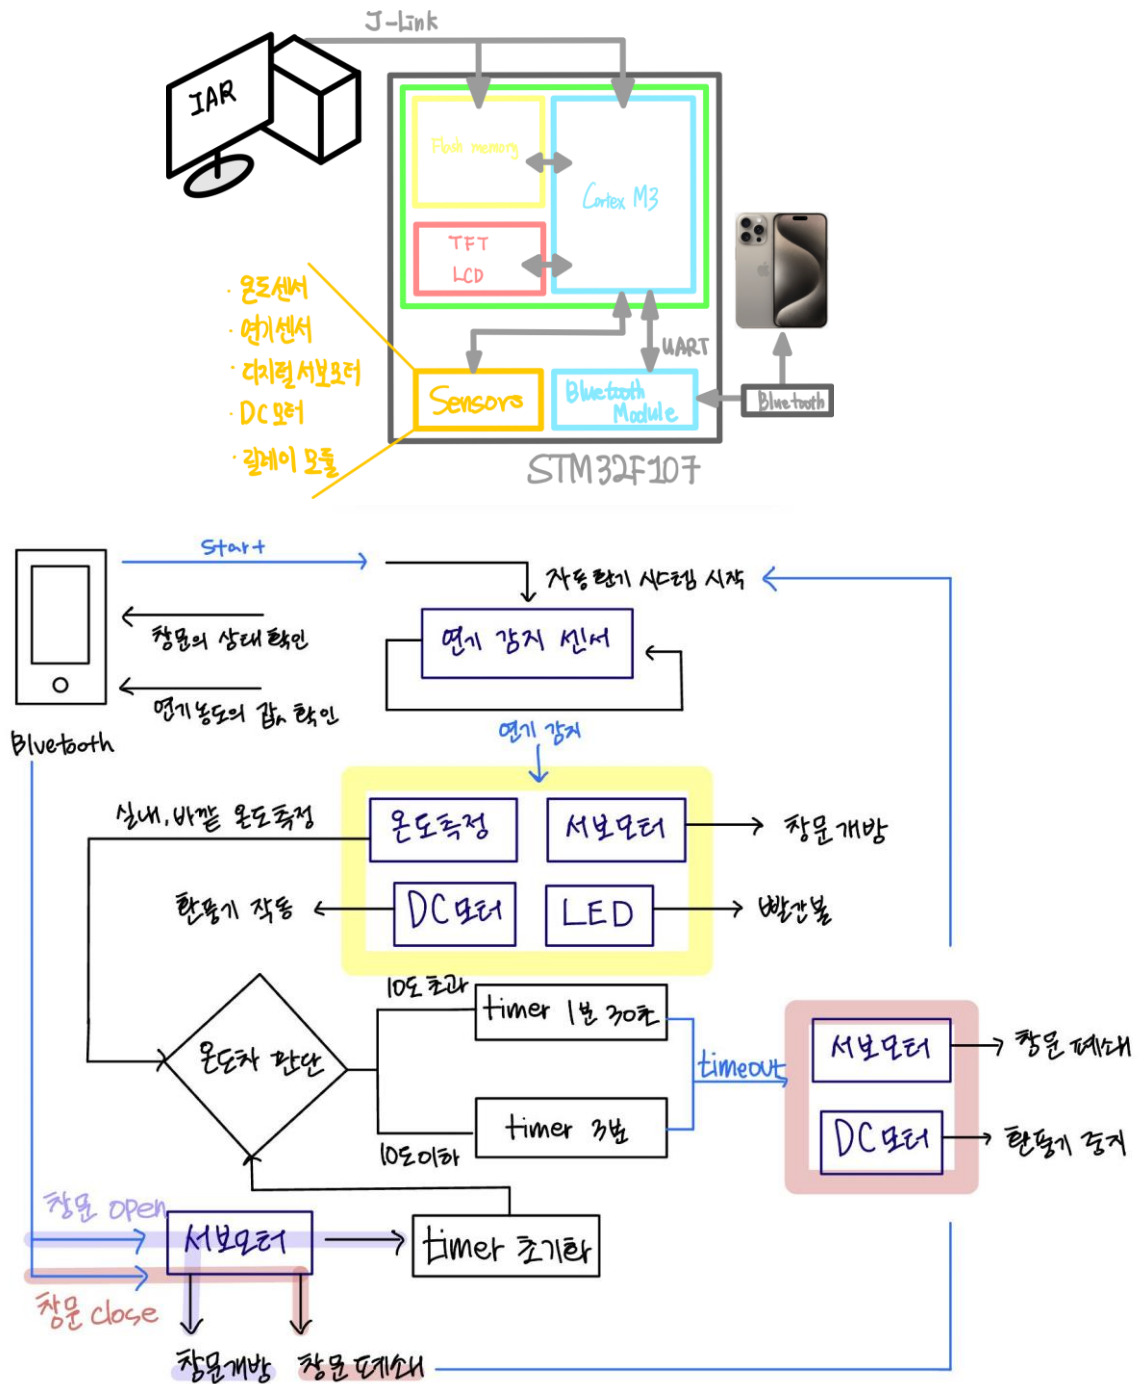 J-Link
IAR
Flash memory
Cortex M3
TFT
LCD
· 온도센서
· 연기센서
· 디지털 서보모터
· DC모터
· 릴레이 모듈
UART
Sensors
Bluetooth
Module
Bluetooth
STM32F107
Start
자동환기 시스템 시작
연기 감지 센서
창문의 상태 확인
연기농도의 값 확인
Bluetooth
연기 감지
실내, 바깥 온도측정
온도측정
서보모터
창문개방
환풍기 작동
DC모터
LED
빨간불
10도 초과
timer 1분 30초
온도차 판단
timeout
서보모터
창문 폐쇄
timer 3분
10도이하
DC모터
환풍기 중지
창문 open
서보모터
timer 초기화
창문 close
창문개방
창문폐쇄